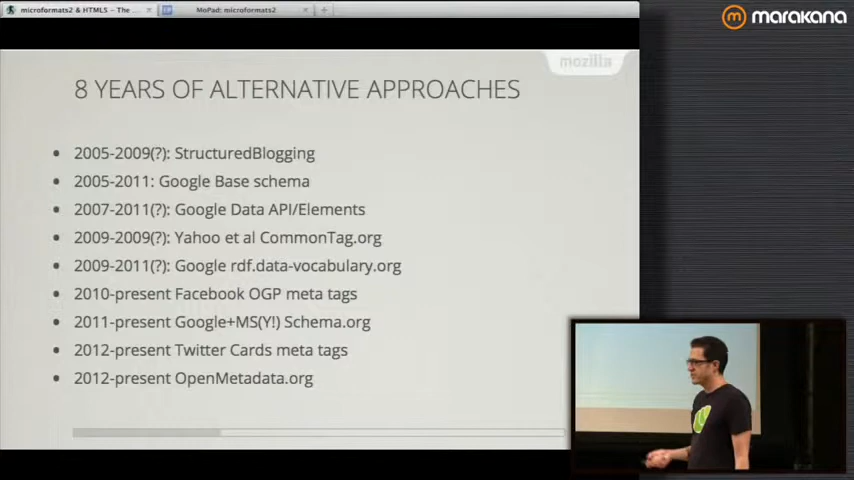 microformats2 & HTML5 – The ...
MoPad: microformats2
marakana
mozilla
8 YEARS OF ALTERNATIVE APPROACHES
2005-2009(?): StructuredBlogging
2005-2011: Google Base schema
2007-2011(?): Google Data API/Elements
2009-2009(?): Yahoo et al CommonTag.org
2009-2011(?): Google rdf.data-vocabulary.org
2010-present Facebook OGP meta tags
2011-present Google+MS(Y!) Schema.org
2012-present Twitter Cards meta tags
2012-present OpenMetadata.org